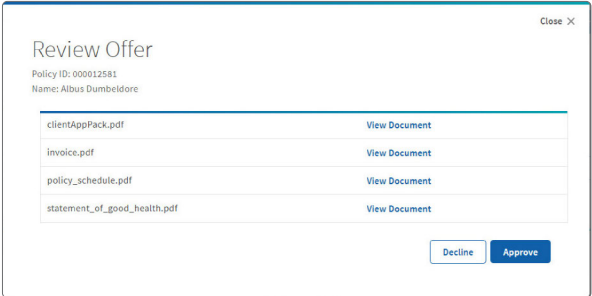 Close ×
Review Offer
Policy ID: 000012581
Name: Albus Dumbeldore
clientAppPack.pdf View Document
invoice.pdf View Document
policy_schedule.pdf View Document
statement_of_good_health.pdf View Document
Decline Approve